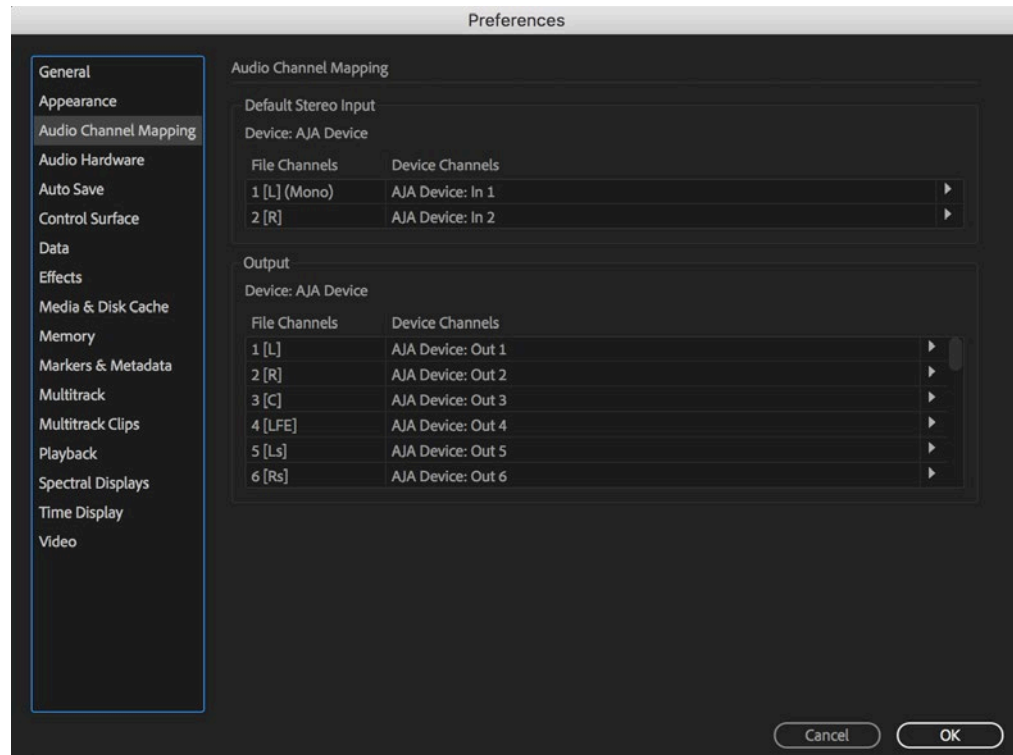 Preferences
General
Appearance
Audio Channel Mapping
Audio Hardware
Auto Save
Control Surface
Data
Effects
Media & Disk Cache
Memory
Markers & Metadata
Multitrack
Multitrack Clips
Playback
Spectral Displays
Time Display
Video
Audio Channel Mapping
Default Stereo Input
Device: AJA Device
File Channels Device Channels
1 [L] (Mono) AJA Device: In 1
2 [R] AJA Device: In 2
Output
Device: AJA Device
File Channels Device Channels
1 [L] AJA Device: Out 1
2 [R] AJA Device: Out 2
3 [C] AJA Device: Out 3
4 [LFE] AJA Device: Out 4
5 [Ls] AJA Device: Out 5
6 [Rs] AJA Device: Out 6
Cancel OK